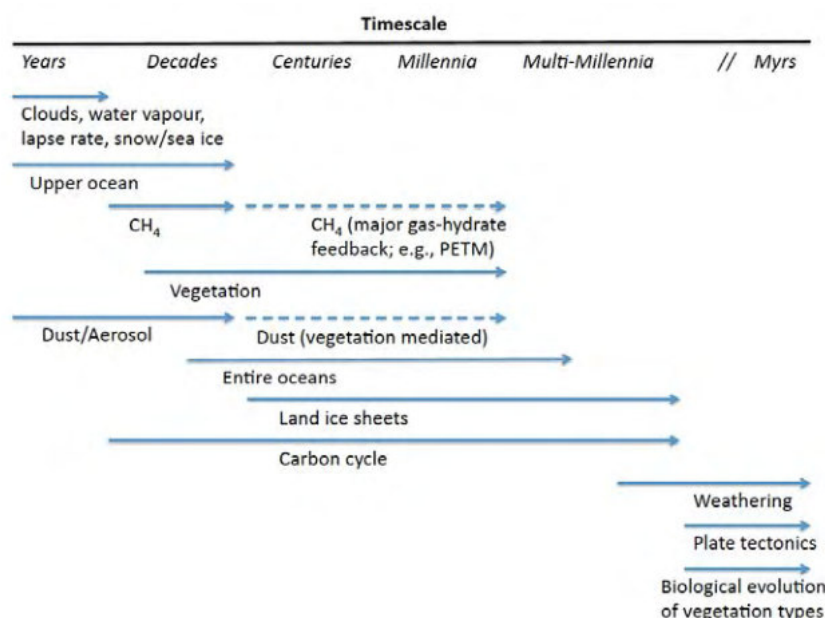 Timescale
Years Decades Centuries Millennia Multi-Millennia // Myrs
Clouds, water vapour,
lapse rate, snow/sea ice
Upper ocean
CH₄
CH₄ (major gas-hydrate
feedback; e.g., PETM)
Vegetation
Dust/Aerosol
Dust (vegetation mediated)
Entire oceans
Land ice sheets
Carbon cycle
Weathering
Plate tectonics
Biological evolution
of vegetation types